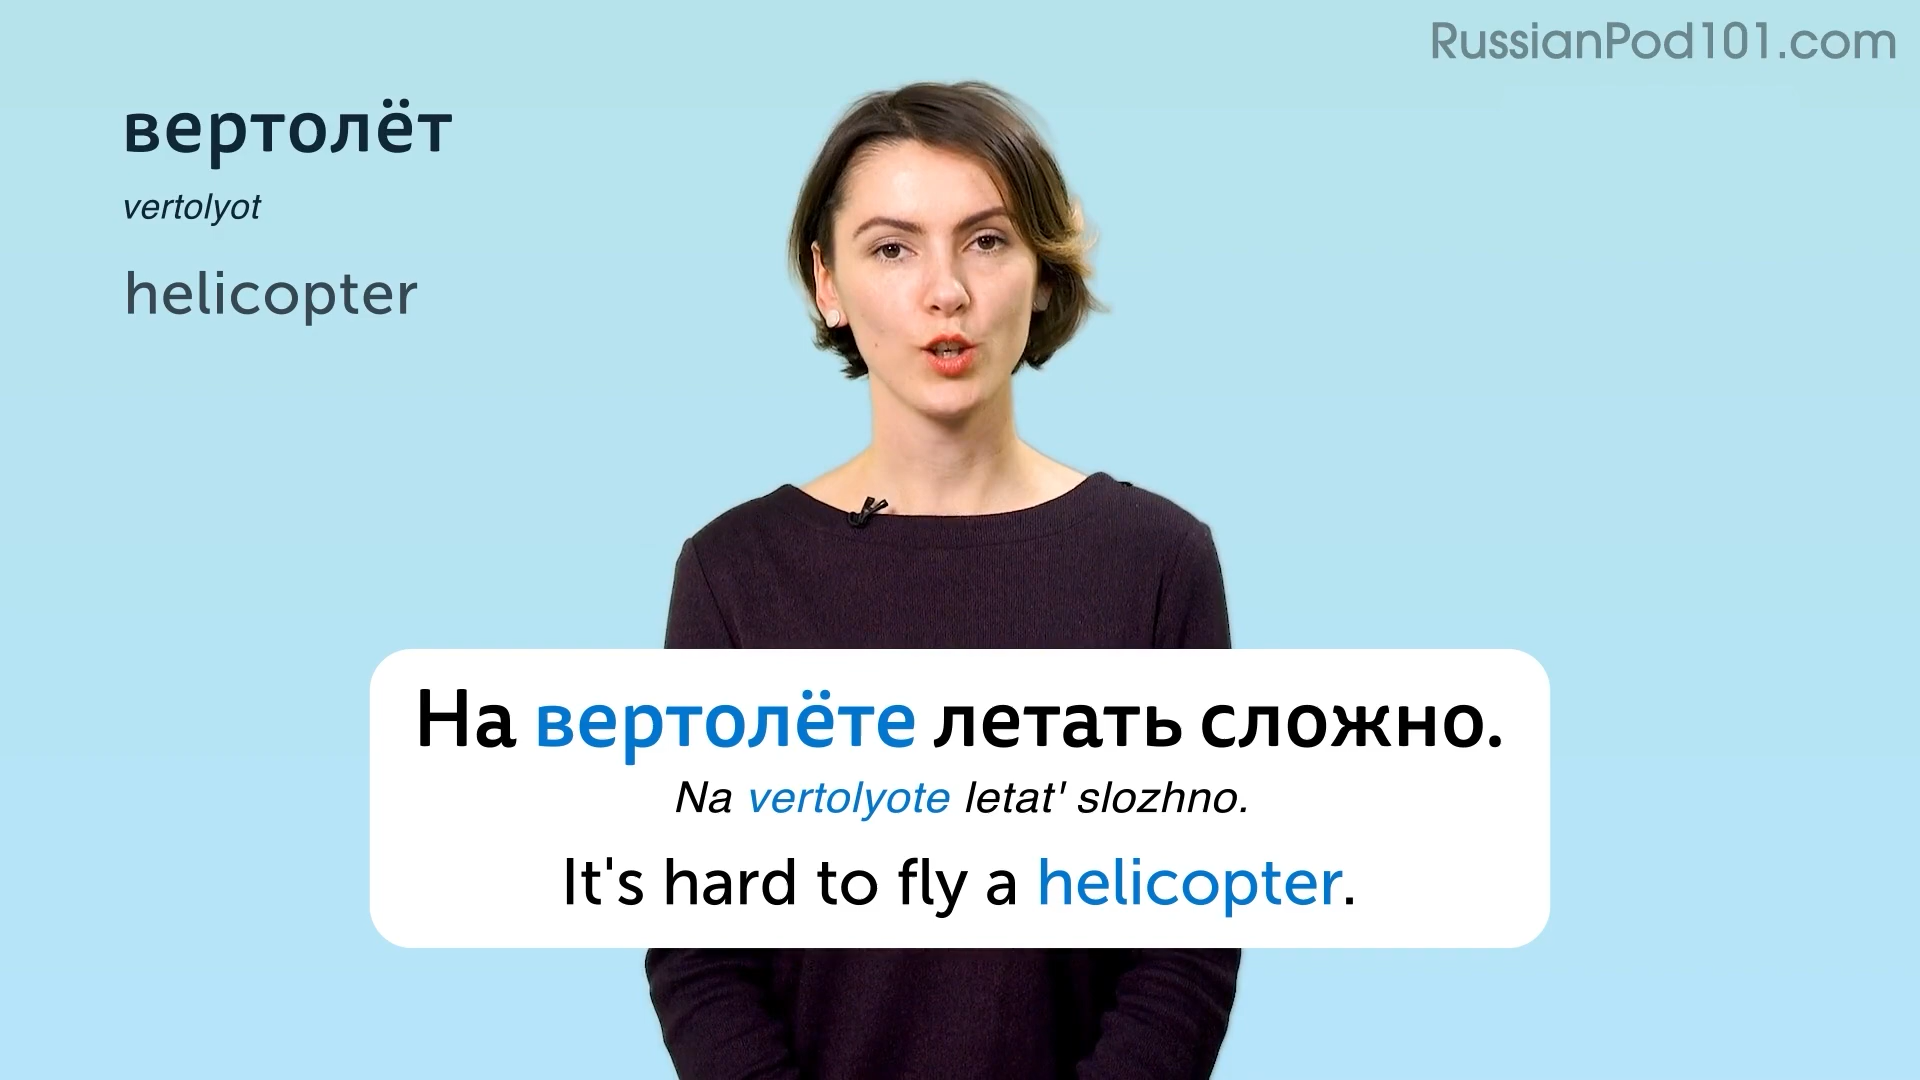 RussianPod101.com
вертолёт
vertolyot
helicopter
На вертолёте летать сложно.
Na vertolyote letat' slozhno.
It's hard to fly a helicopter.